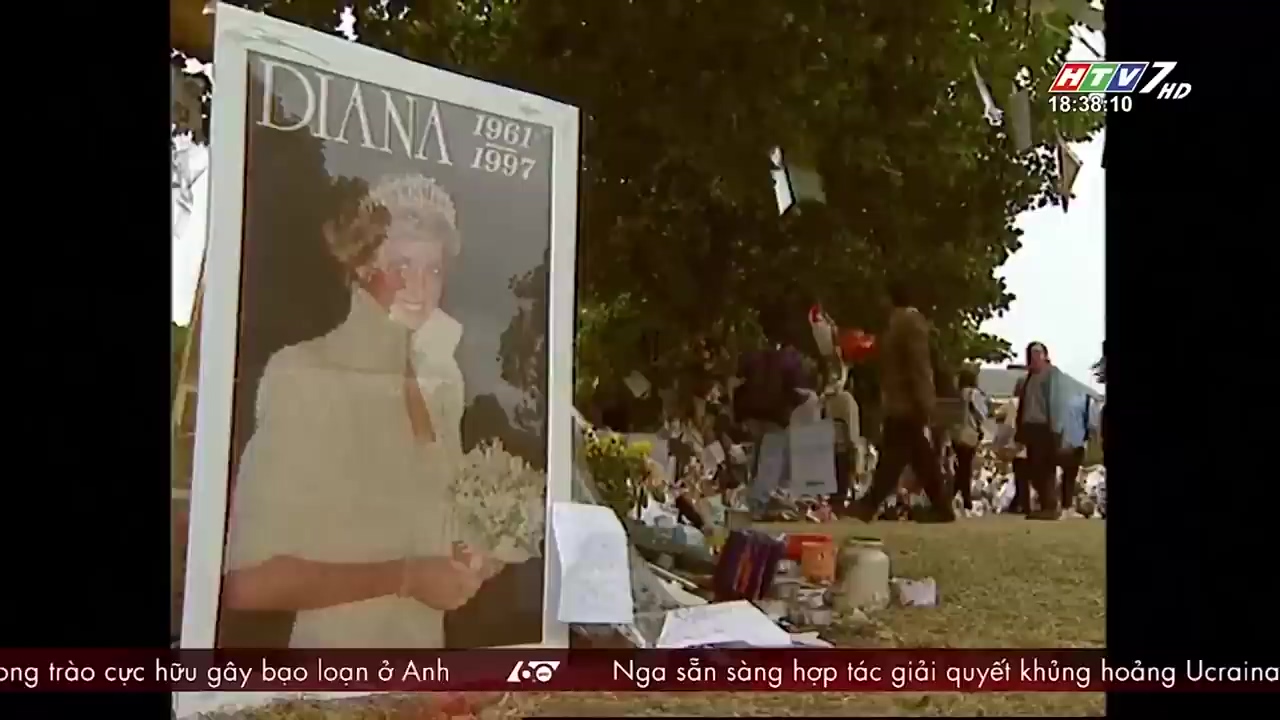 DIANA
1961
1997
HTV7 HD
18:38:10
ong trào cực hữu gây bạo loạn ở Anh
60
Nga sẵn sàng hợp tác giải quyết khủng hoảng Ucraina